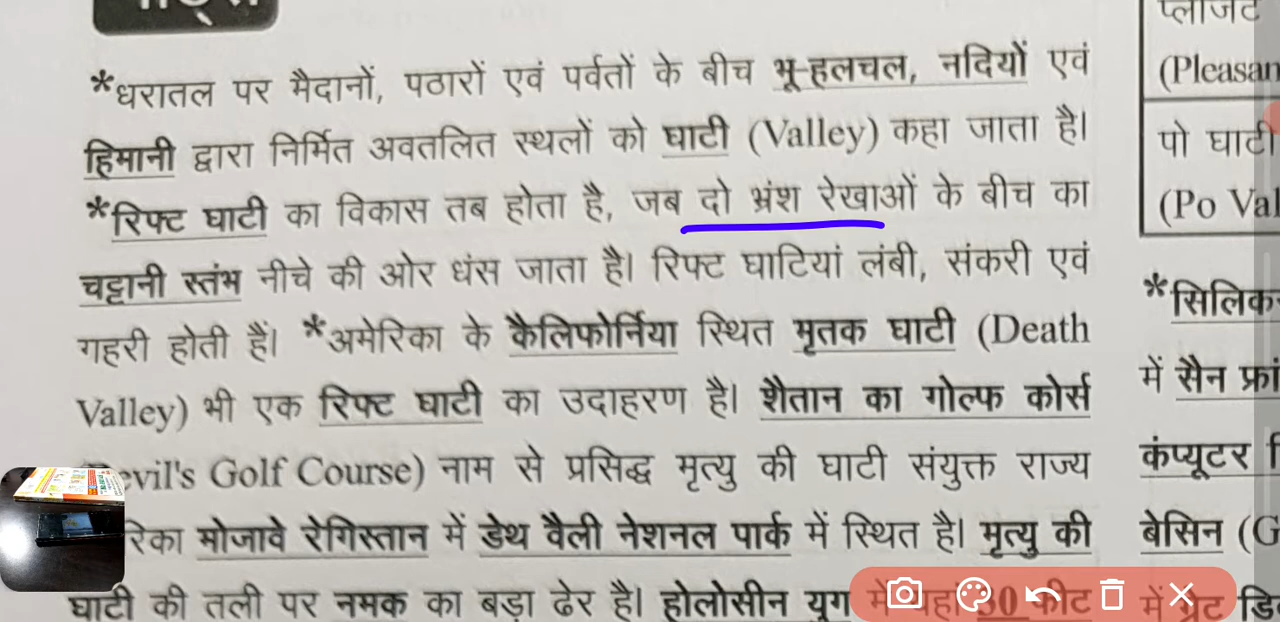 *धरातल पर मैदानों, पठारों एवं पर्वतों के बीच भू-हलचल, नदियों एवं
हिमानी द्वारा निर्मित अवतलित स्थलों को घाटी (Valley) कहा जाता है।
*रिफ्ट घाटी का विकास तब होता है, जब दो भ्रंश रेखाओं के बीच का
चट्टानी स्तंभ नीचे की ओर धंस जाता है। रिफ्ट घाटियां लंबी, संकरी एवं
गहरी होती हैं। *अमेरिका के कैलिफोर्निया स्थित मृतक घाटी (Death
Valley) भी एक रिफ्ट घाटी का उदाहरण है। शैतान का गोल्फ कोर्स
Golf Course) नाम से प्रसिद्ध मृत्यु की घाटी संयुक्त राज्य
मोजावे रेगिस्तान में डेथ वैली नेशनल पार्क में स्थित है। मृत्यु की
घाटी की तली पर नमक का बड़ा ढेर है। होलोसीन युग में यहां 30 फीट
(Pleasan
पो घाटी
(Po Val
*सिलिक
में सैन फ्रां
कंप्यूटर
बेसिन (G
में ग्रेट डि